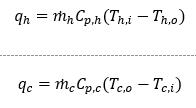 q_h = ṁ_h C_{p,h}(T_{h,i} − T_{h,o})
q_c = ṁ_c C_{p,c}(T_{c,o} − T_{c,i})